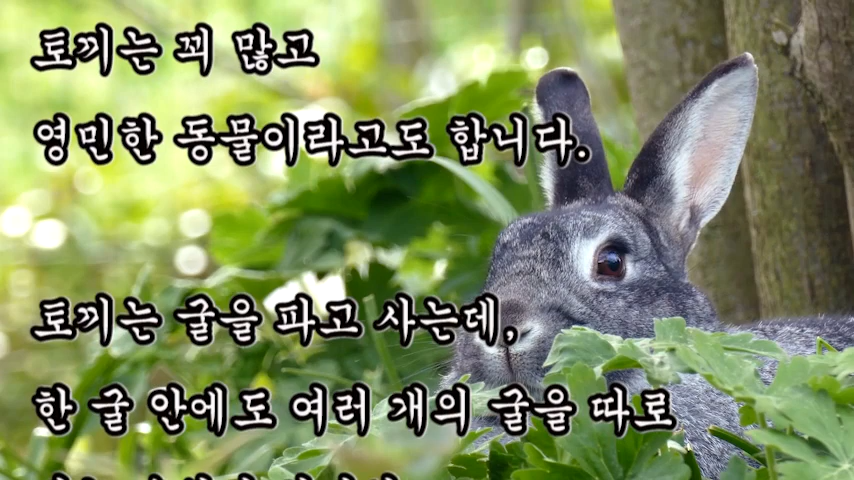 토끼는 꾀 많고
영민한 동물이라고도 합니다.
토끼는 굴을 파고 사는데,
한 굴 안에도 여러 개의 굴을 따로